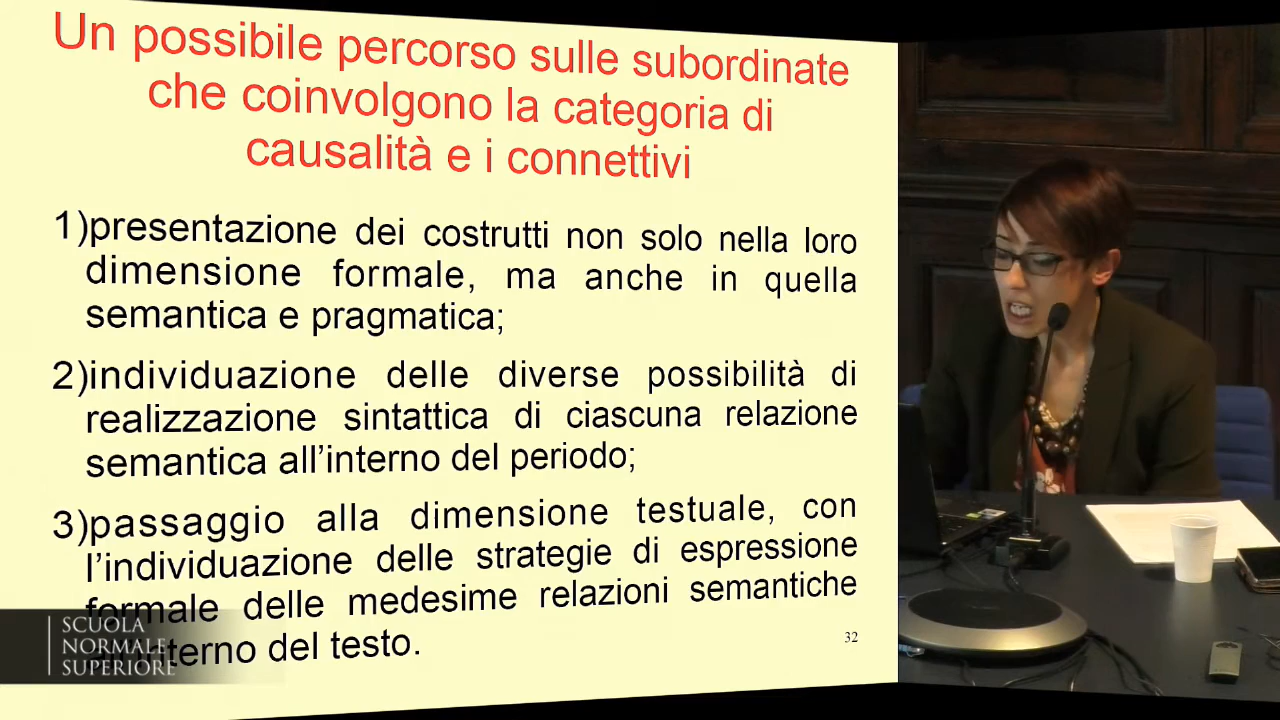 Un possibile percorso sulle subordinate
che coinvolgono la categoria di
causalità e i connettivi
1)presentazione dei costrutti non solo nella loro
dimensione formale, ma anche in quella
semantica e pragmatica;
2)individuazione delle diverse possibilità di
realizzazione sintattica di ciascuna relazione
semantica all’interno del periodo;
3)passaggio alla dimensione testuale, con
l’individuazione delle strategie di espressione
formale delle medesime relazioni semantiche
all’interno del testo.
32
SCUOLA
NORMALE
SUPERIORE